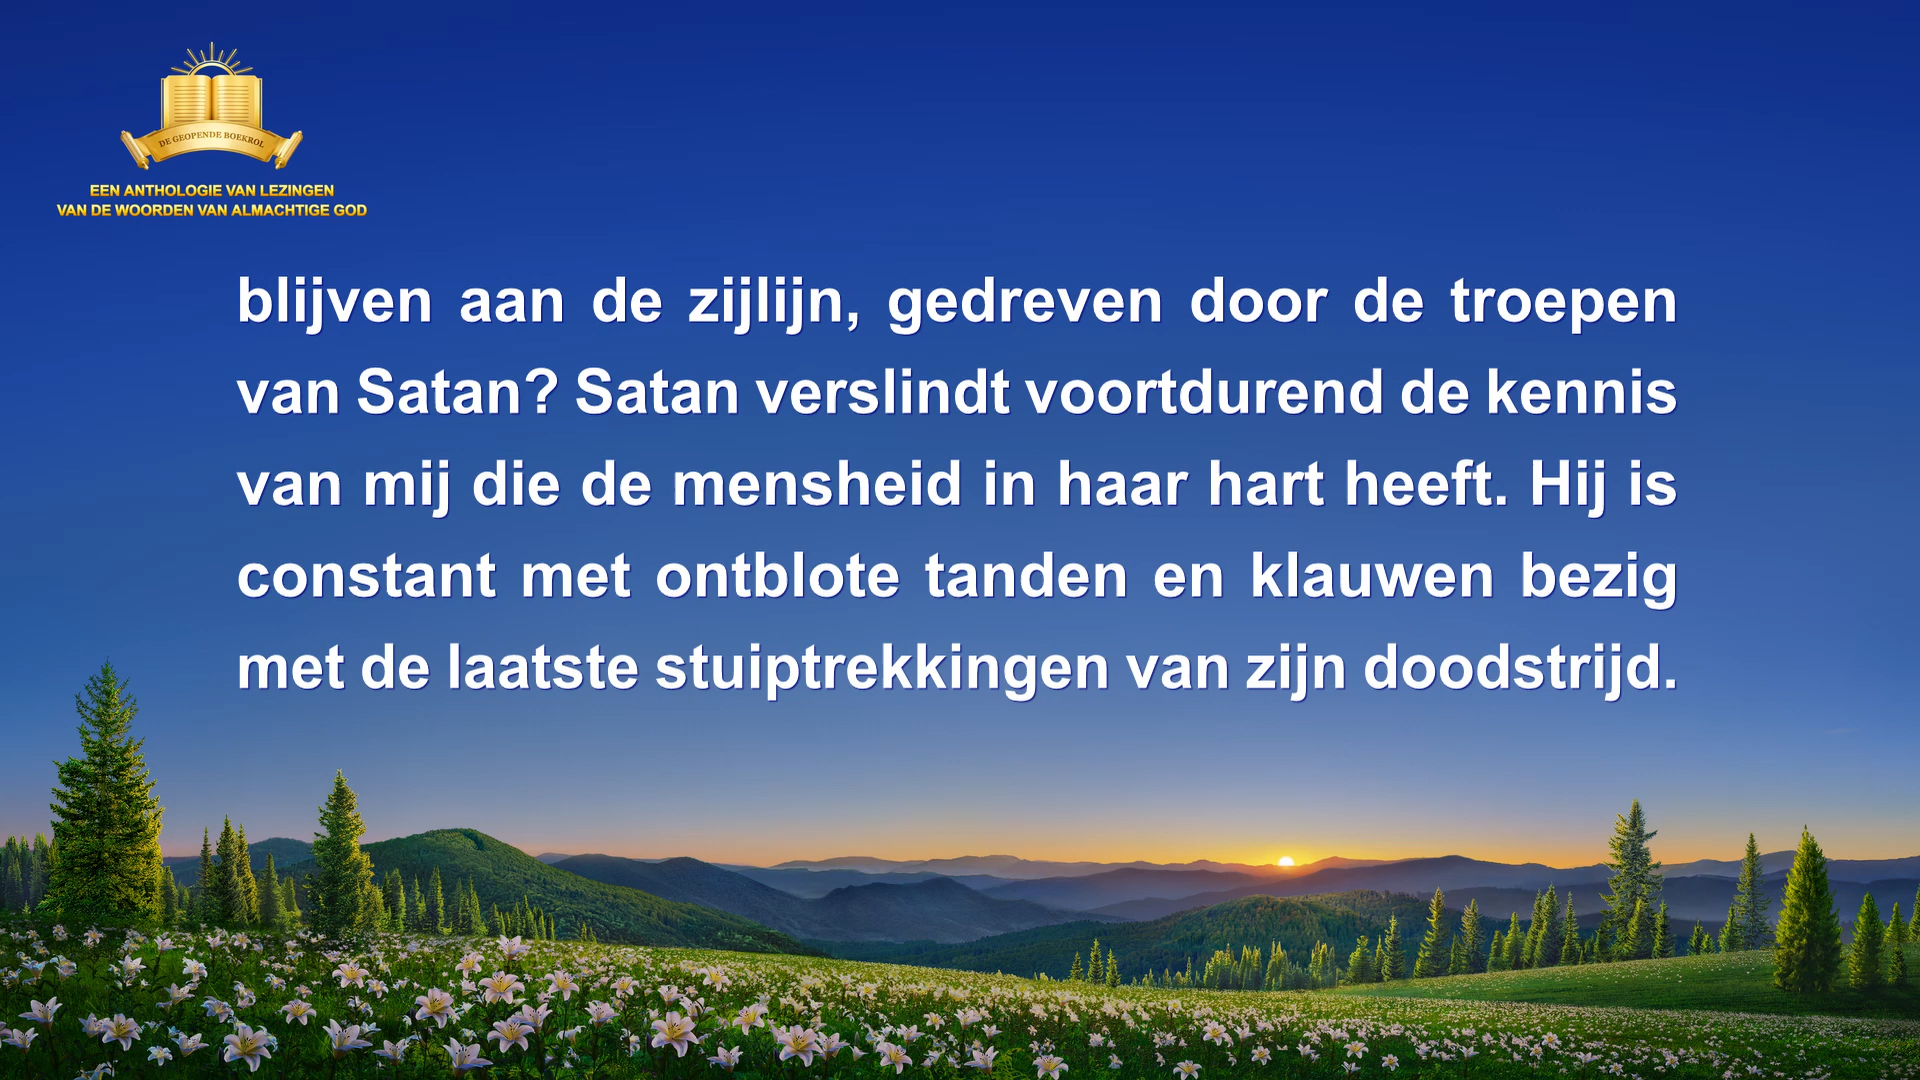 DE GEOPENDE BOEKROL
EEN ANTHOLOGIE VAN LEZINGEN
VAN DE WOORDEN VAN ALMACHTIGE GOD
blijven aan de zijlijn, gedreven door de troepen
van Satan? Satan verslindt voortdurend de kennis
van mij die de mensheid in haar hart heeft. Hij is
constant met ontblote tanden en klauwen bezig
met de laatste stuiptrekkingen van zijn doodstrijd.